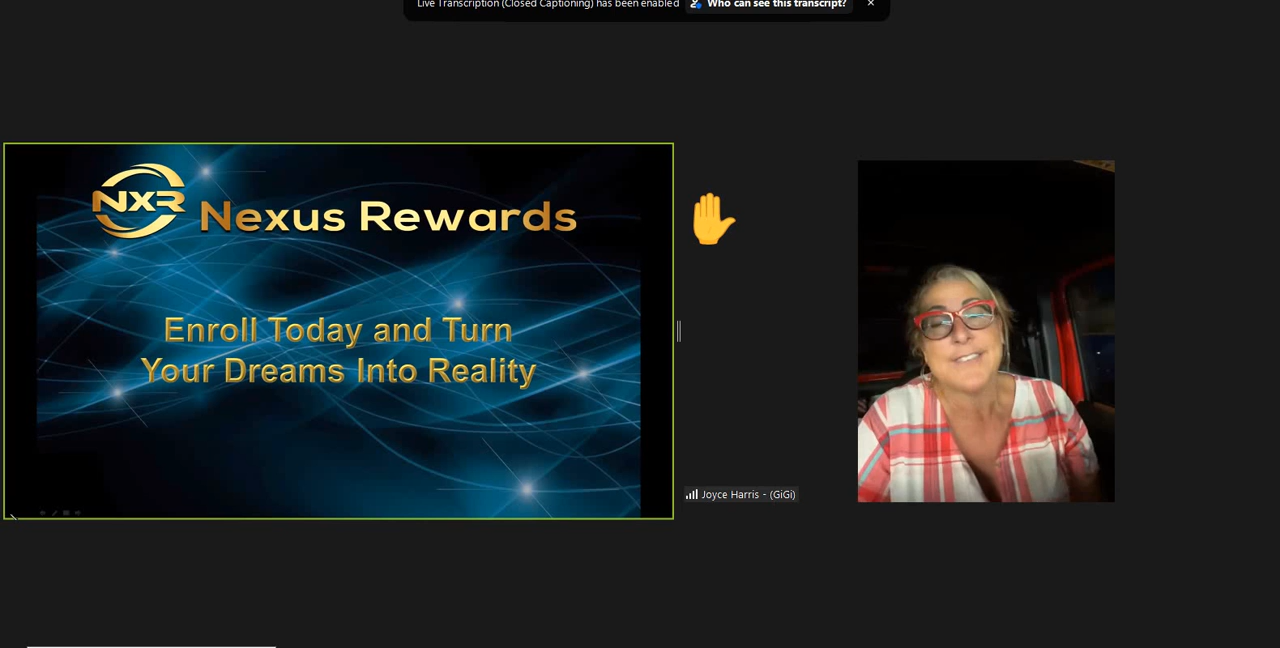 Live Transcription (Closed Captioning) has been enabled Who can see this transcript?
NXR
Nexus Rewards
Enroll Today and Turn
Your Dreams Into Reality
Joyce Harris - (GiGi)